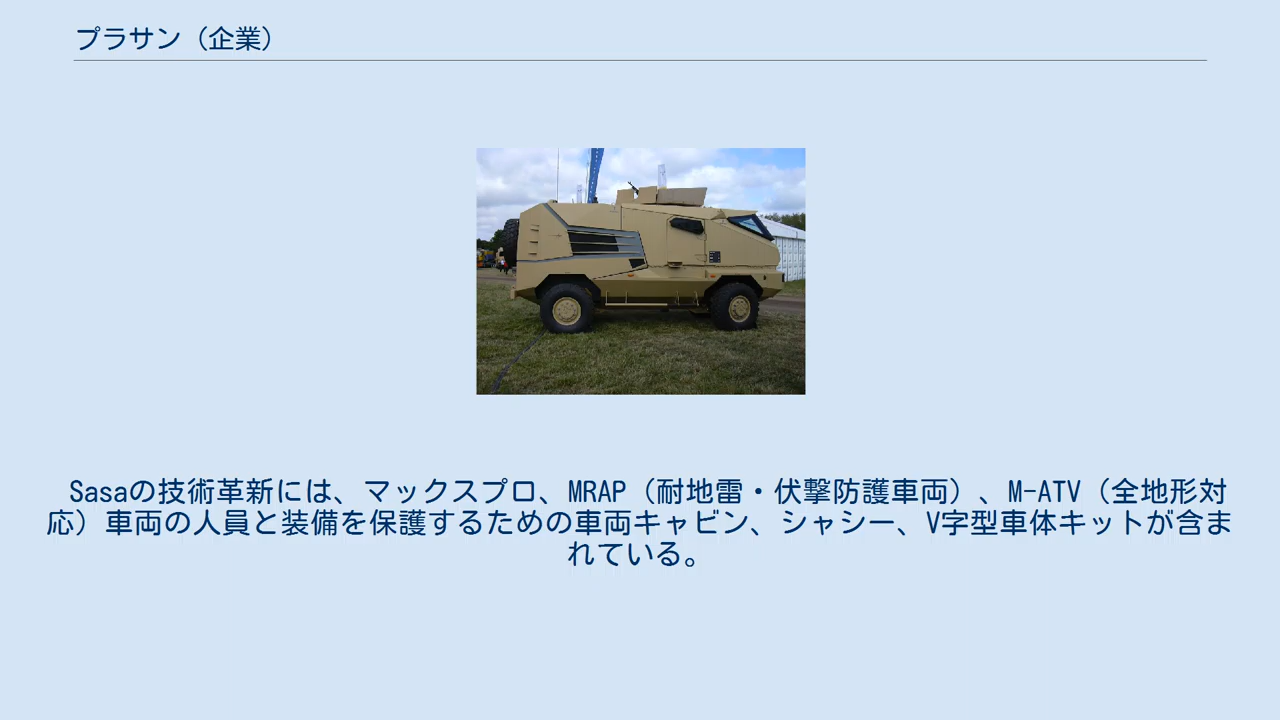 プラサン（企業）
Sasaの技術革新には、マックスプロ、MRAP（耐地雷・伏撃防護車両）、M-ATV（全地形対
応）車両の人員と装備を保護するための車両キャビン、シャシー、V字型車体キットが含ま
れている。